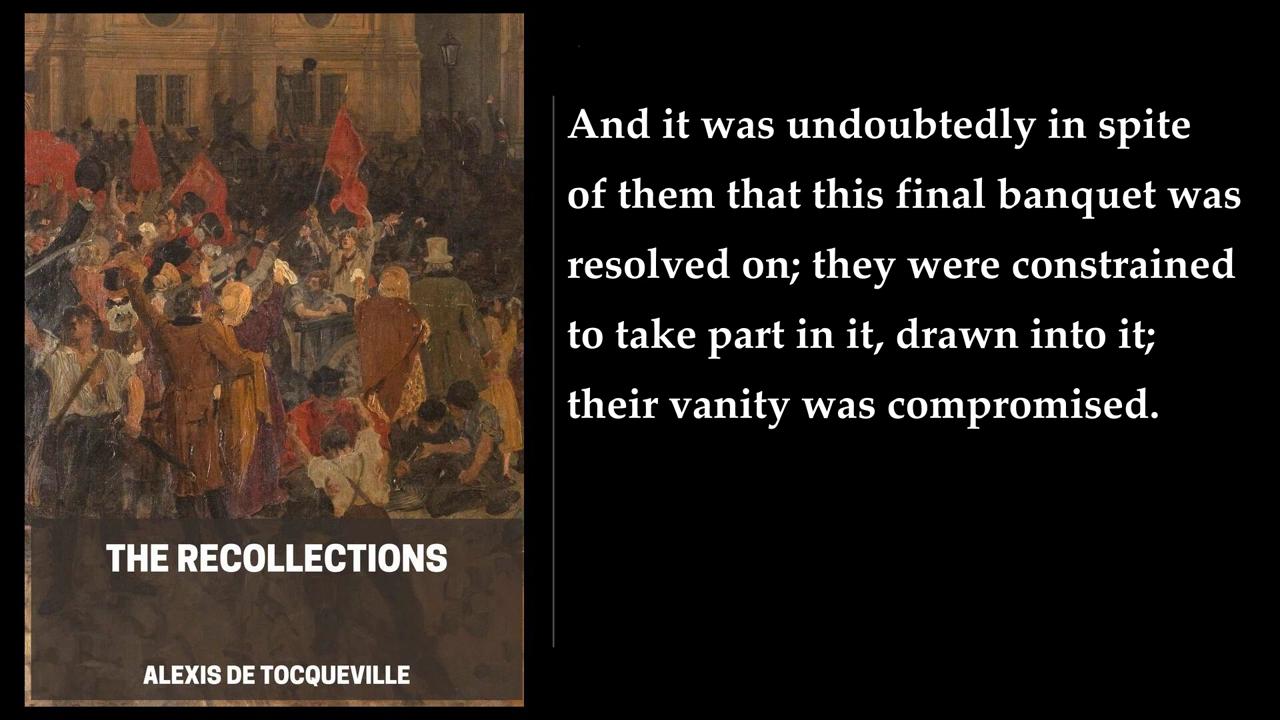 THE RECOLLECTIONS
ALEXIS DE TOCQUEVILLE
And it was undoubtedly in spite
of them that this final banquet was
resolved on; they were constrained
to take part in it, drawn into it;
their vanity was compromised.